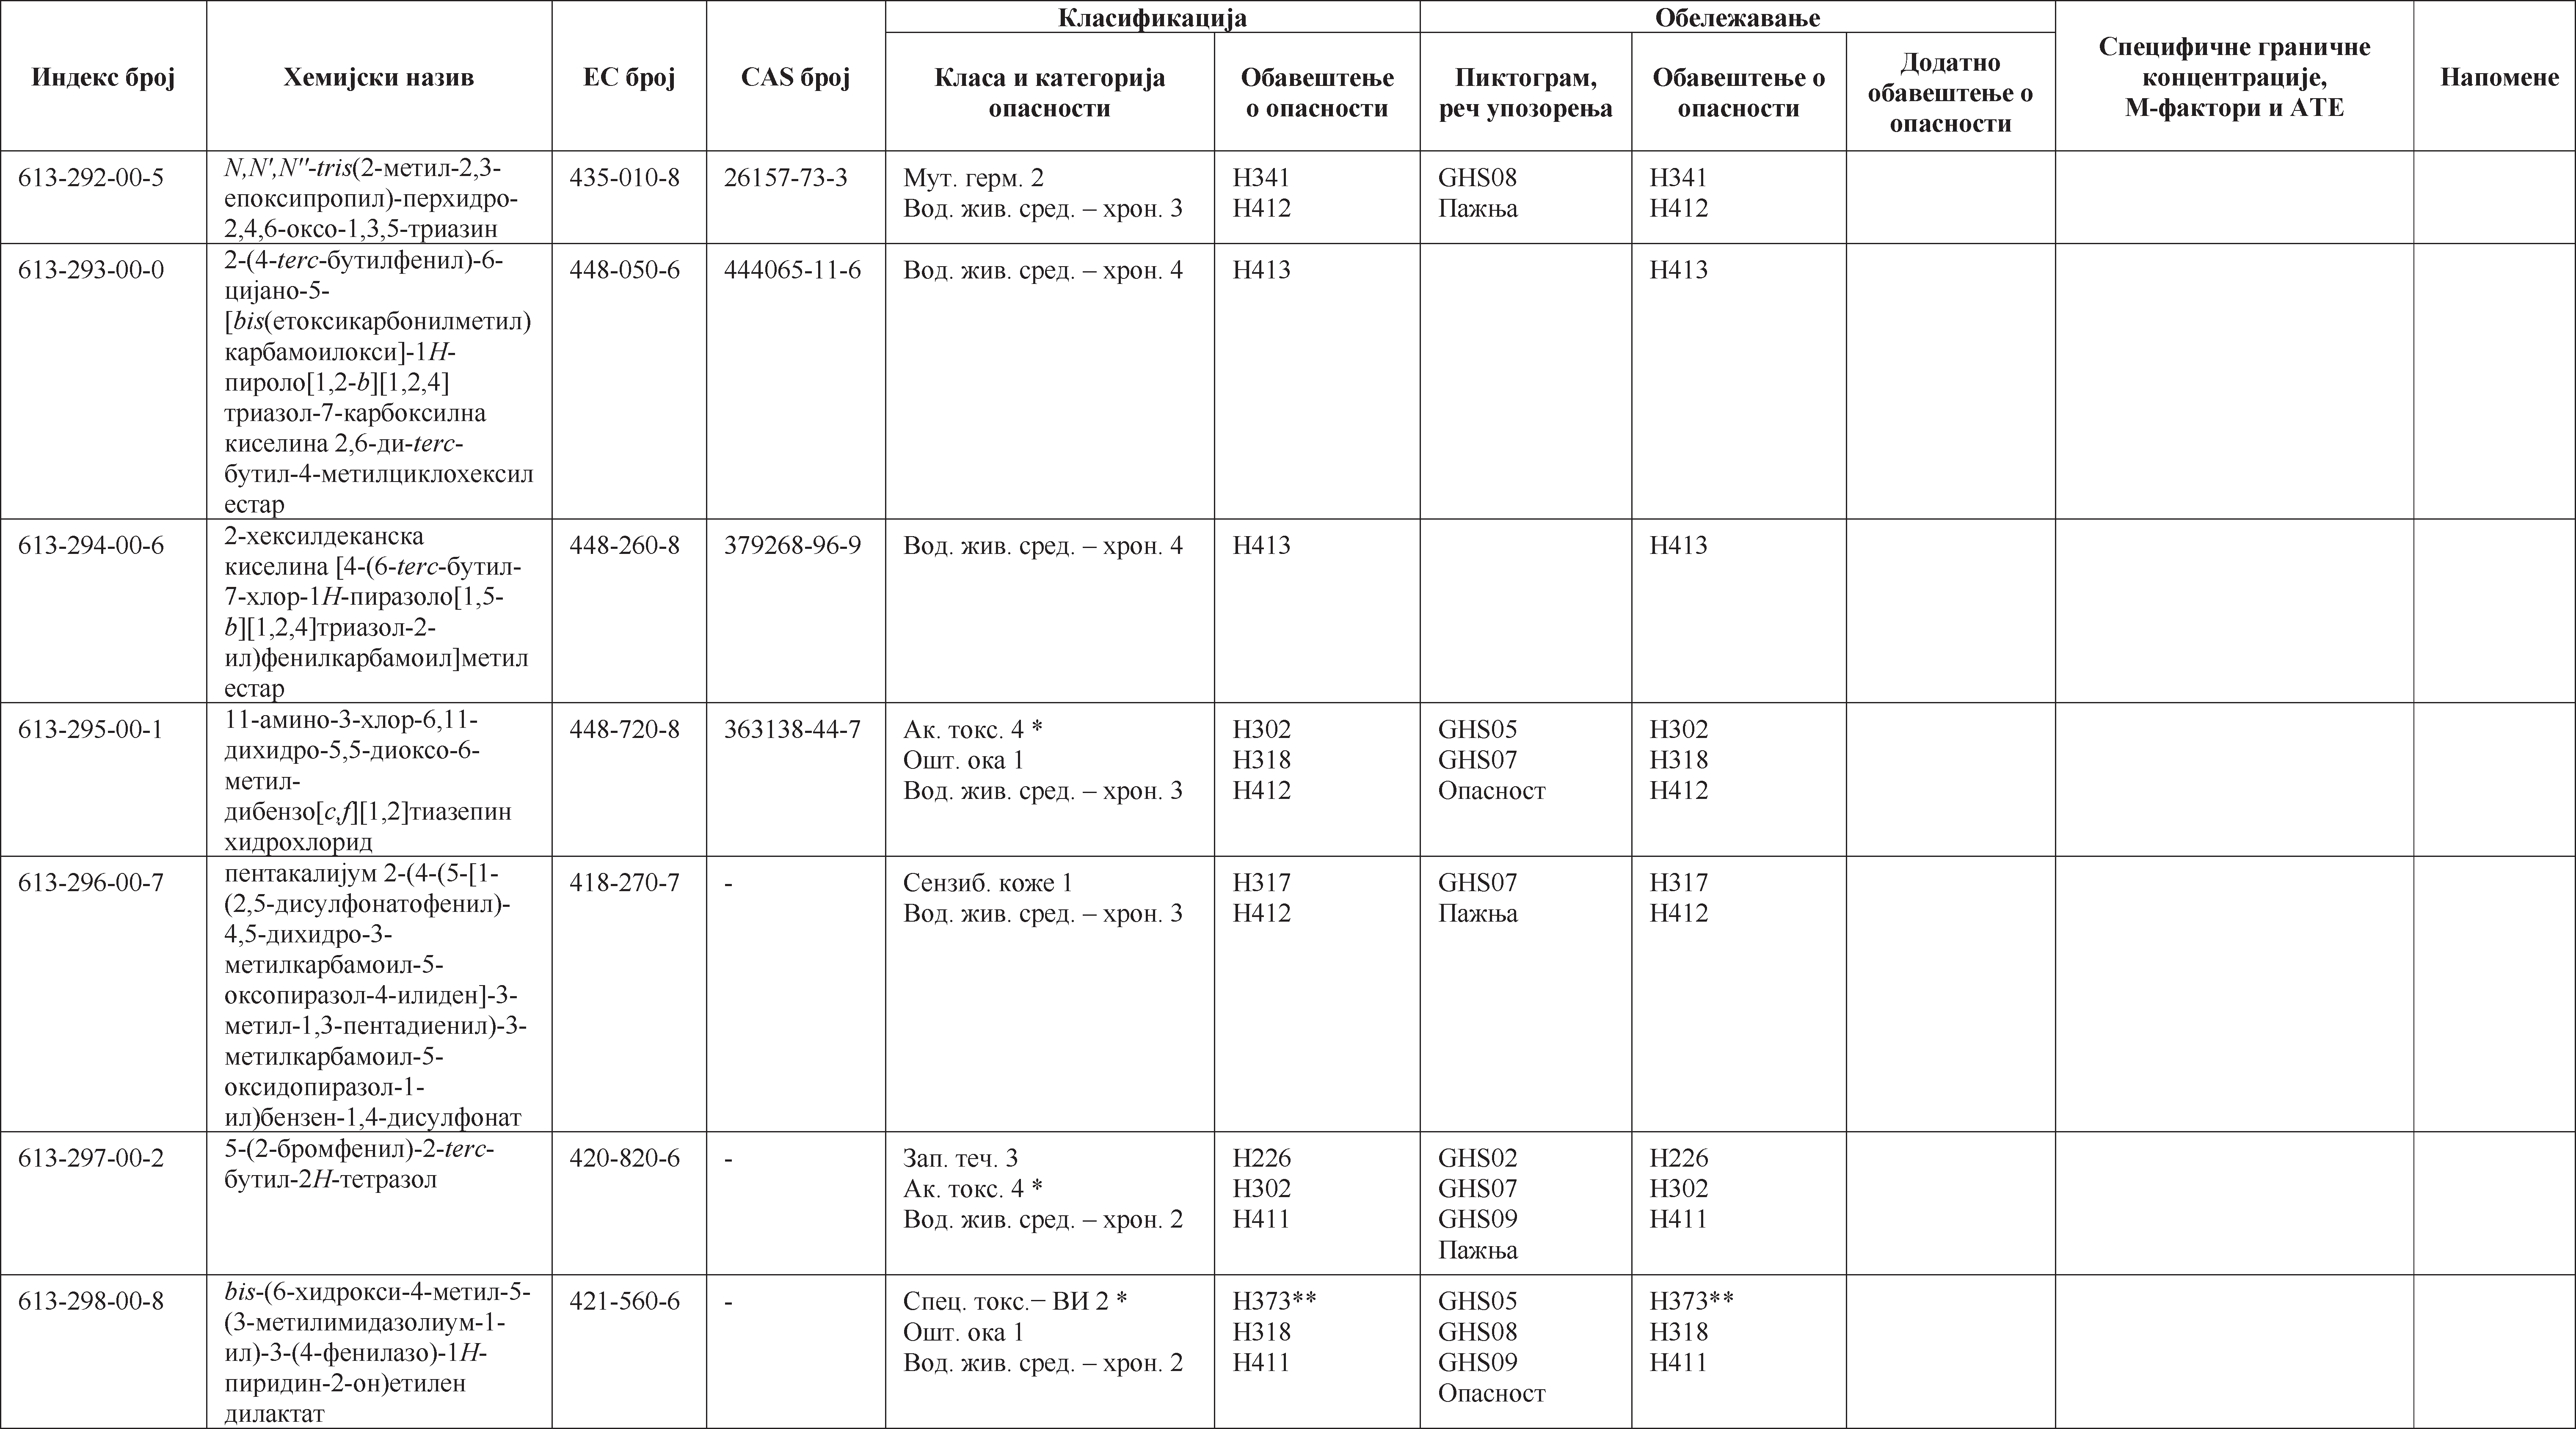 Класификација
Обележавање
Индекс број
Хемијски назив
ЕС број
CAS број
Класа и категорија
опасности
Обавештење
о опасности
Пиктограм,
реч упозорења
Обавештење о
опасности
Додатно
обавештење о
опасности
Специфичне граничне
концентрације,
М-фактори и АТЕ
Напомене
613-292-00-5
N,N',N''-tris(2-метил-2,3-
епоксипропил)-перхидро-
2,4,6-оксо-1,3,5-триазин
435-010-8
26157-73-3
Мут. герм. 2
Вод. жив. сред. – хрон. 3
H341
H412
GHS08
Пажња
H341
H412
613-293-00-0
2-(4-terc-бутилфенил)-6-
цијано-5-
[bis(етоксикарбонилметил)
карбамоилокси]-1H-
пироло[1,2-b][1,2,4]
триазол-7-карбоксилна
киселина 2,6-ди-terc-
бутил-4-метилциклохексил
естар
448-050-6
444065-11-6
Вод. жив. сред. – хрон. 4
H413
H413
613-294-00-6
2-хексилдеканска
киселина [4-(6-terc-бутил-
7-хлор-1H-пиразоло[1,5-
b][1,2,4]триазол-2-
ил)фенилкарбамоил]метил
естар
448-260-8
379268-96-9
Вод. жив. сред. – хрон. 4
H413
H413
613-295-00-1
11-амино-3-хлор-6,11-
дихидро-5,5-диоксо-6-
метил-
дибензо[c,f][1,2]тиазепин
хидрохлорид
448-720-8
363138-44-7
Ак. токс. 4 *
Ошт. ока 1
Вод. жив. сред. – хрон. 3
H302
H318
H412
GHS05
GHS07
Опасност
H302
H318
H412
613-296-00-7
пентакалијум 2-(4-(5-[1-
(2,5-дисулфонатофенил)-
4,5-дихидро-3-
метилкарбамоил-5-
оксопиразол-4-илиден]-3-
метил-1,3-пентадиенил)-3-
метилкарбамоил-5-
оксидопиразол-1-
ил)бензен-1,4-дисулфонат
418-270-7
-
Сензиб. коже 1
Вод. жив. сред. – хрон. 3
H317
H412
GHS07
Пажња
H317
H412
613-297-00-2
5-(2-бромфенил)-2-terc-
бутил-2H-тетразол
420-820-6
-
Зап. теч. 3
Ак. токс. 4 *
Вод. жив. сред. – хрон. 2
H226
H302
H411
GHS02
GHS07
GHS09
Пажња
H226
H302
H411
613-298-00-8
bis-(6-хидрокси-4-метил-5-
(3-метилимидазолиум-1-
ил)-3-(4-фенилазо)-1H-
пиридин-2-он)етилен
дилактат
421-560-6
-
Спец. токс.− ВИ 2 *
Ошт. ока 1
Вод. жив. сред. – хрон. 2
H373**
H318
H411
GHS05
GHS08
GHS09
Опасност
H373**
H318
H411